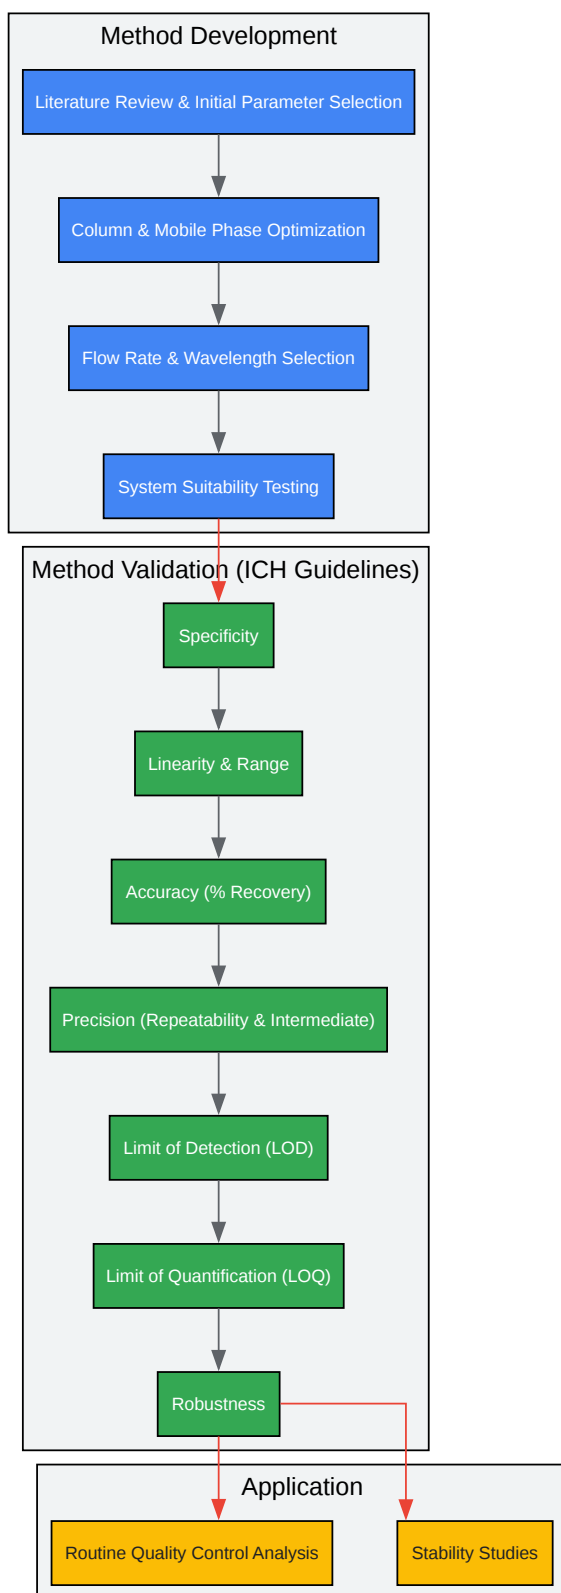 Method Development
Literature Review & Initial Parameter Selection
Column & Mobile Phase Optimization
Flow Rate & Wavelength Selection
System Suitability Testing
Method Validation (ICH Guidelines)
Specificity
Linearity & Range
Accuracy (% Recovery)
Precision (Repeatability & Intermediate)
Limit of Detection (LOD)
Limit of Quantification (LOQ)
Robustness
Application
Routine Quality Control Analysis
Stability Studies